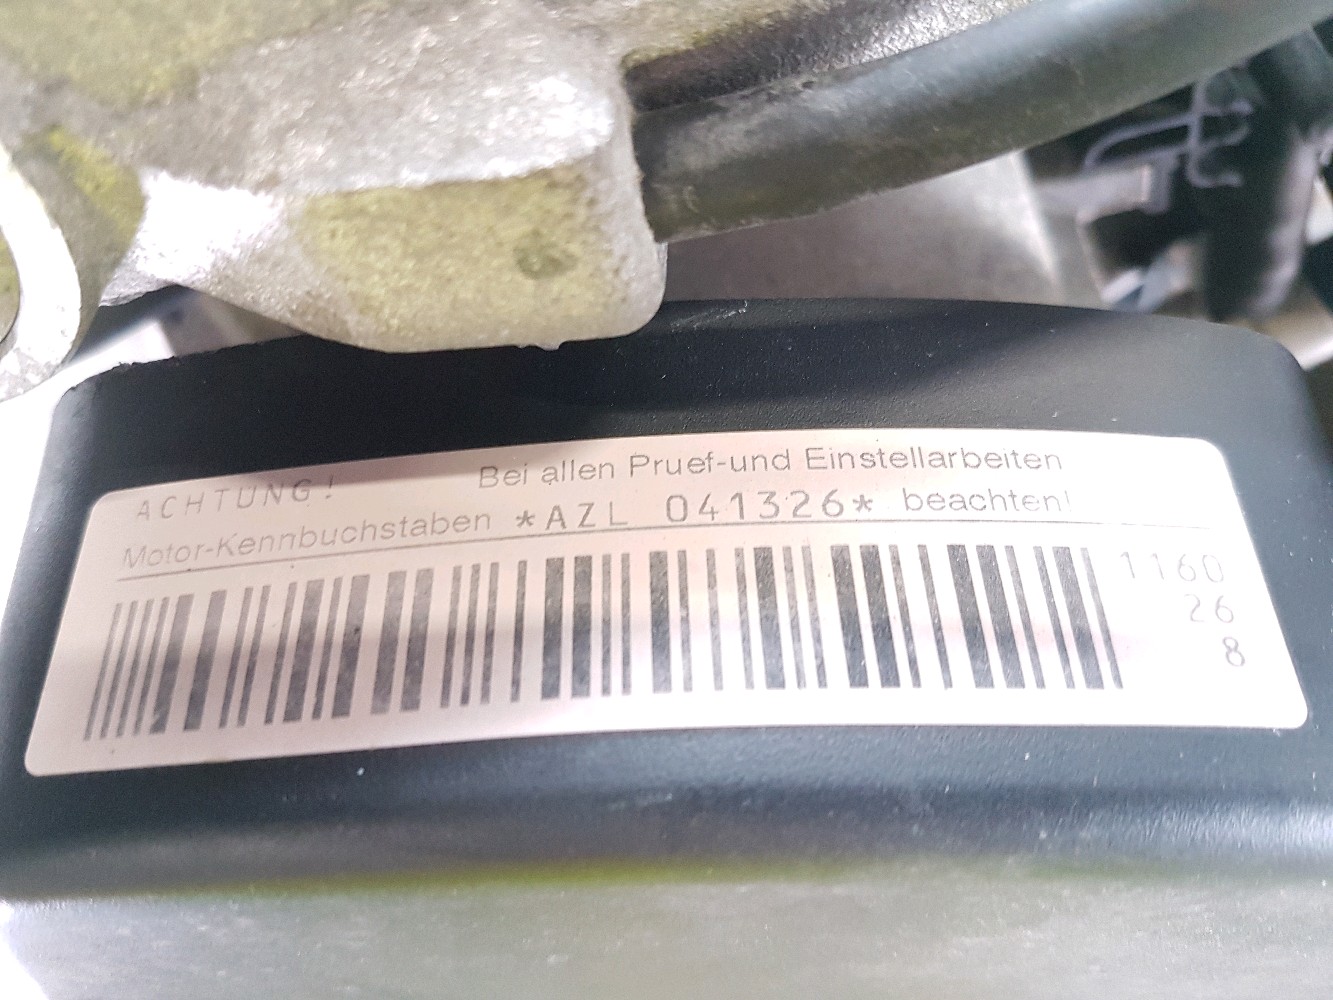 ACHTUNG! Bei allen Pruef-und Einstellarbeiten
Motor-Kennbuchstaben *AZL 041326* beachten!
1160
26
8